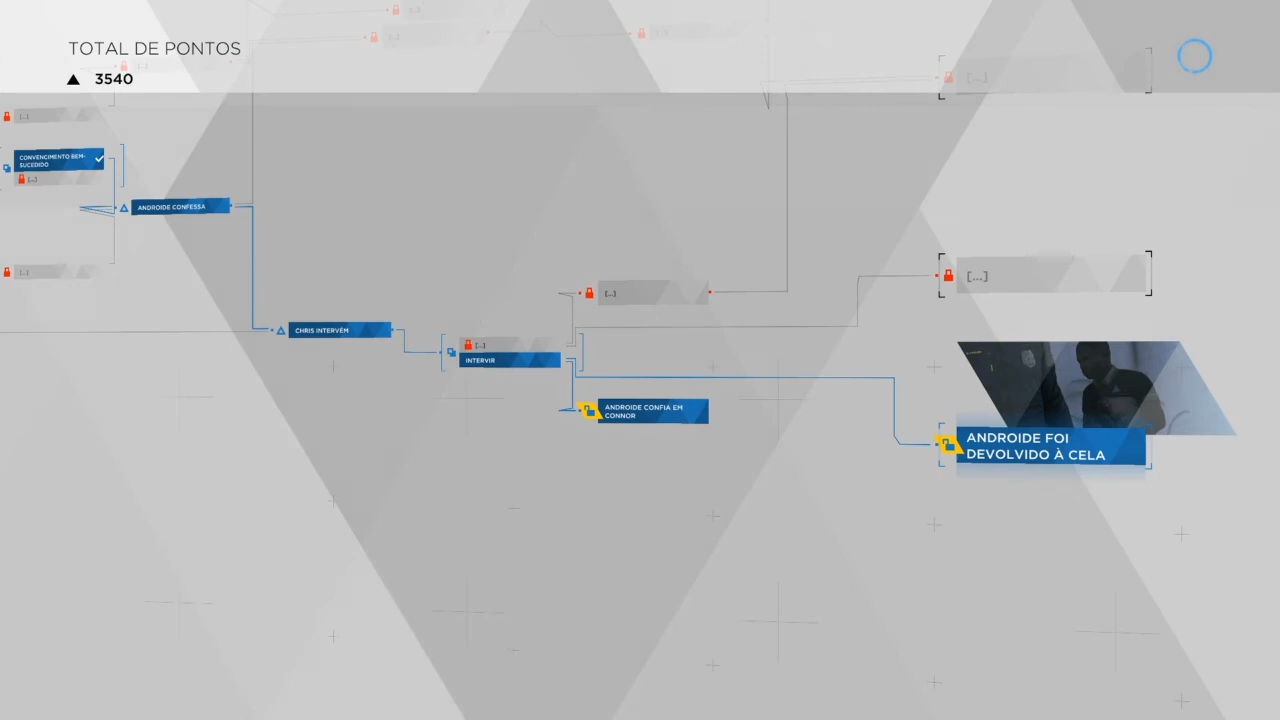 TOTAL DE PONTOS
3540
[...]
[...]
[...]
[...]
[...]
[...]
CONVENCIMENTO BEM-
SUCEDIDO
[...]
ANDROIDE CONFESSA
[...]
[...]
[...]
CHRIS INTERVÉM
[...]
INTERVIR
ANDROIDE CONFIA EM
CONNOR
ANDROIDE FOI
DEVOLVIDO À CELA